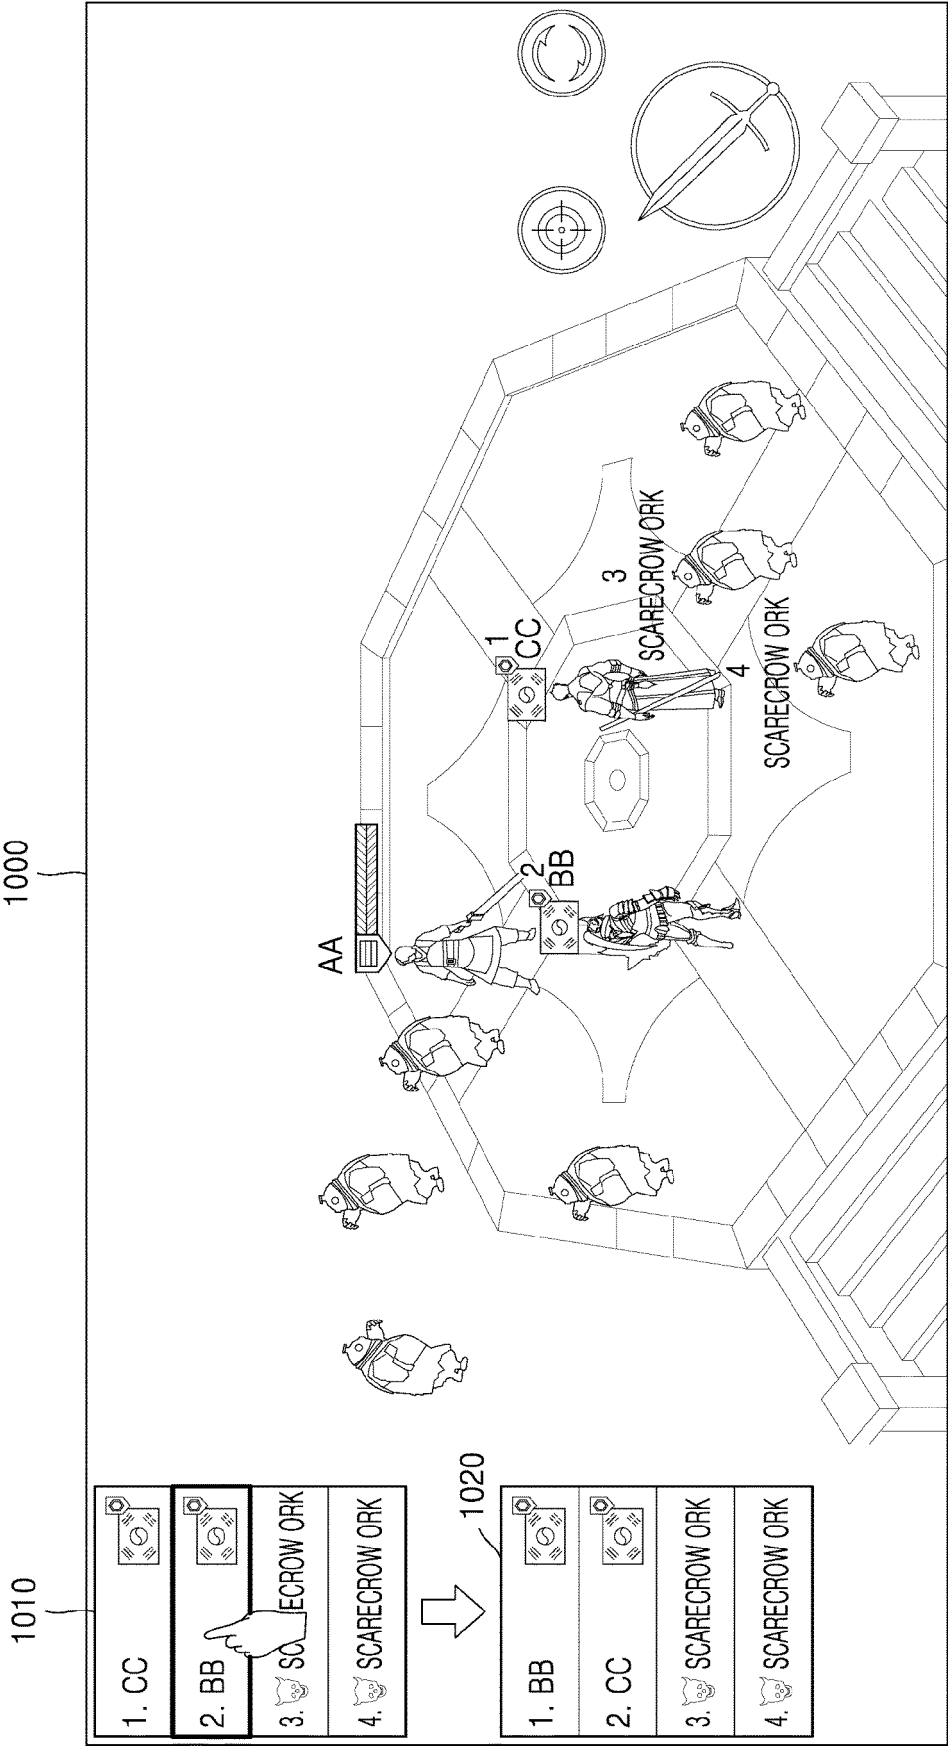 1000
1010
1. CC
2. BB
3. SC ECROW ORK
4. SCARECROW ORK
1020
1. BB
2. CC
3. SCARECROW ORK
4. SCARECROW ORK
AA
2
BB
1
CC
3
SCARECROW ORK
4
SCARECROW ORK